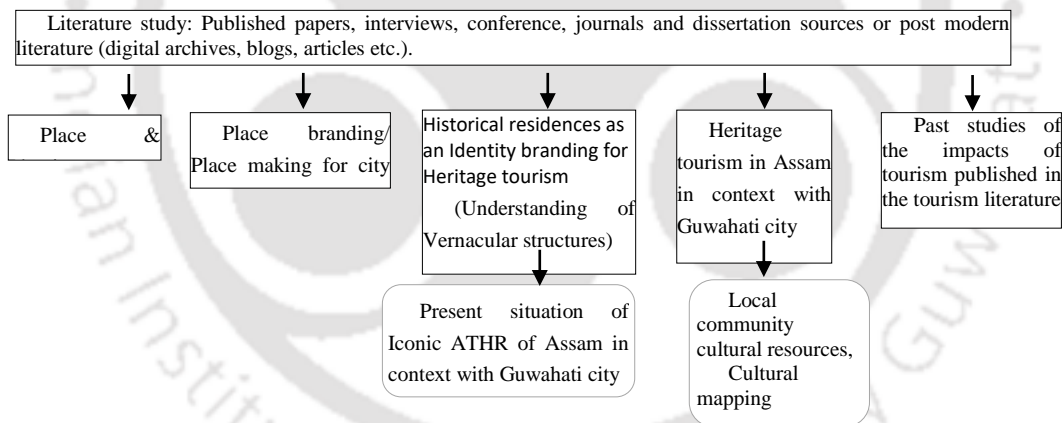 Literature study: Published papers, interviews, conference, journals and dissertation sources or post modern
literature (digital archives, blogs, articles etc.).
Place &
Place branding/
Place making for city
Historical residences as
an Identity branding for
Heritage tourism
(Understanding of
Vernacular structures)
Heritage
tourism in Assam
in context with
Guwahati city
Past studies of
the impacts of
tourism published in
the tourism literature
Present situation of
Iconic ATHR of Assam in
context with Guwahati city
Local
community
cultural resources,
Cultural
mapping